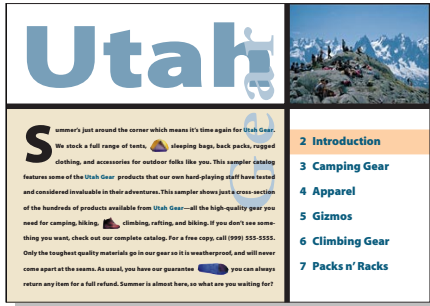 Utah
Gear
Summer's just around the corner which means it's time again for Utah Gear.
We stock a full range of tents, sleeping bags, back packs, rugged
clothing, and accessories for outdoor folks like you. This sampler catalog
features some of the Utah Gear products that our own hard-playing staff have tested
and considered invaluable in their adventures. This sampler shows just a cross-section
of the hundreds of products available from Utah Gear—all the high-quality gear you
need for camping, hiking, climbing, rafting, and biking. If you don't see some-
thing you want, check out our complete catalog. For a free copy, call (999) 555-5555.
Only the toughest quality materials go in our gear so it is weatherproof, and will never
come apart at the seams. As usual, you have our guarantee you can always
return any item for a full refund. Summer is almost here, so what are you waiting for?
2 Introduction
3 Camping Gear
4 Apparel
5 Gizmos
6 Climbing Gear
7 Packs n' Racks